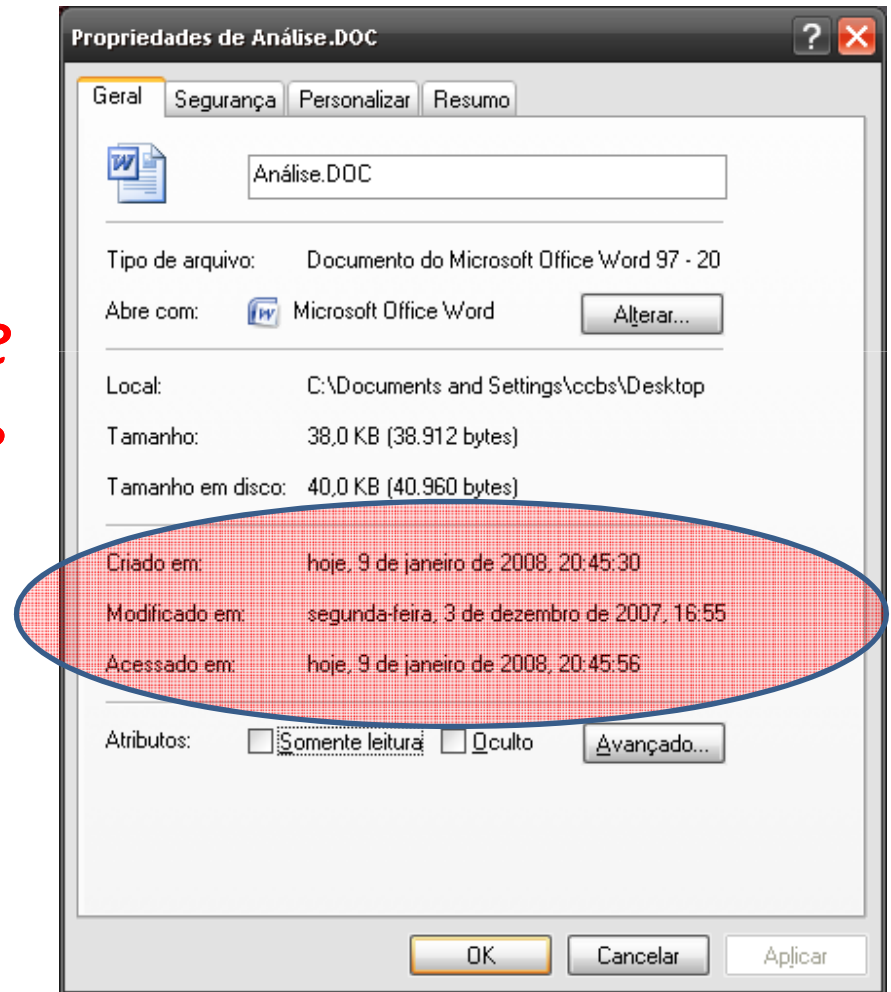 Propriedades de Análise.DOC
Geral Segurança Personalizar Resumo
Análise.DOC
Tipo de arquivo: Documento do Microsoft Office Word 97 - 20
Abre com: Microsoft Office Word Alterar...
Local: C:\Documents and Settings\ccbs\Desktop
Tamanho: 38,0 KB (38.912 bytes)
Tamanho em disco: 40,0 KB (40.960 bytes)
Criado em: hoje, 9 de janeiro de 2008, 20:45:30
Modificado em: segunda-feira, 3 de dezembro de 2007, 16:55
Acessado em: hoje, 9 de janeiro de 2008, 20:45:56
Atributos: Somente leitura Oculto Avançado...
OK Cancelar Aplicar